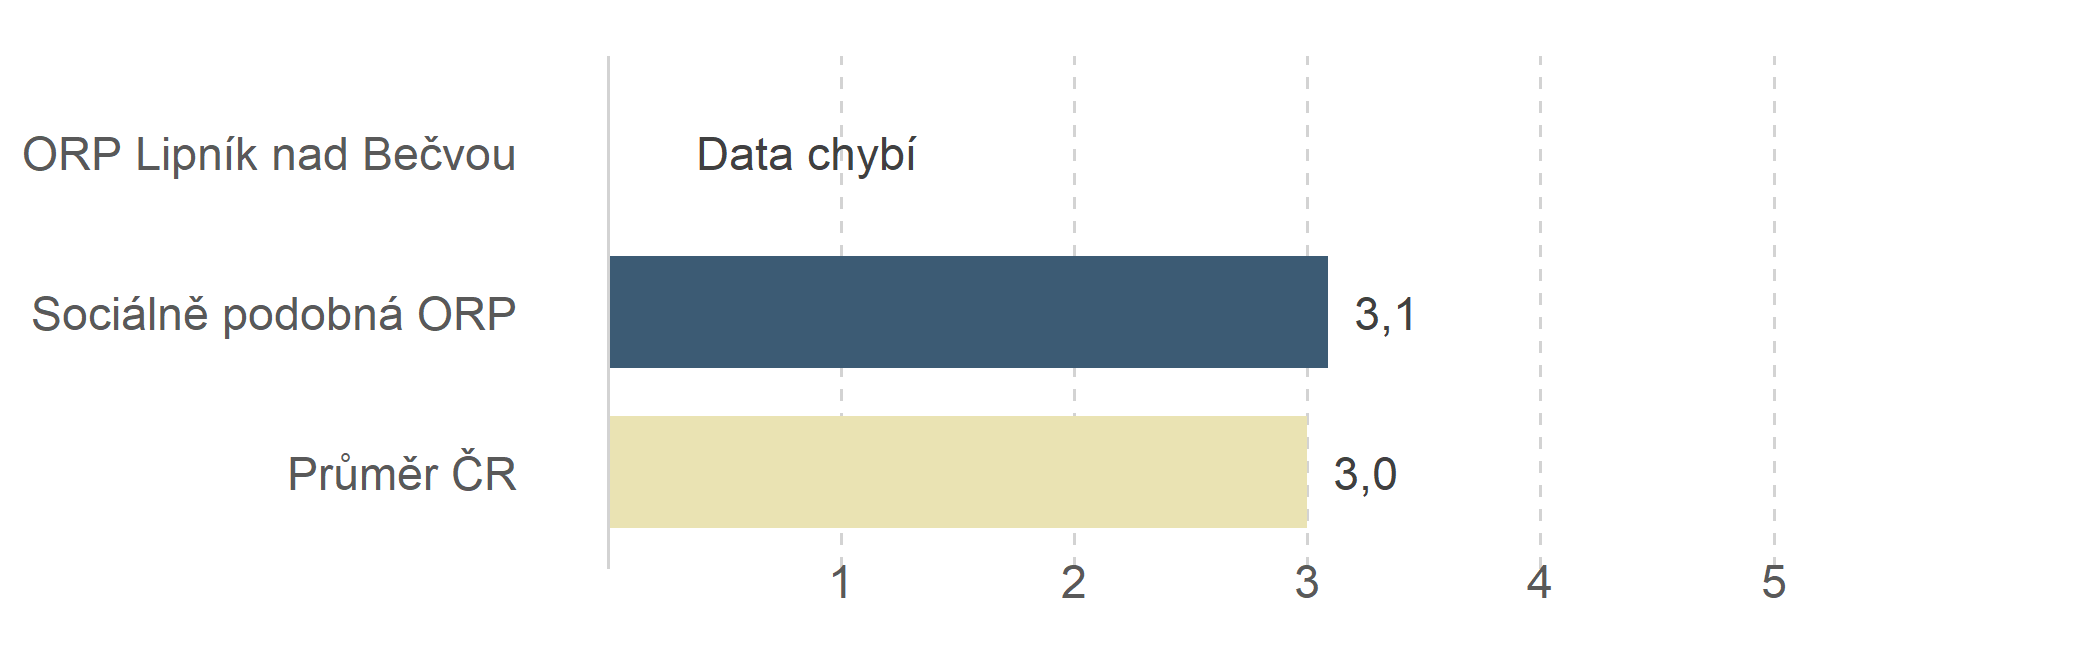 ORP Lipník nad Bečvou Data chybí
Sociálně podobná ORP 3,1
Průměr ČR 3,0
1 2 3 4 5